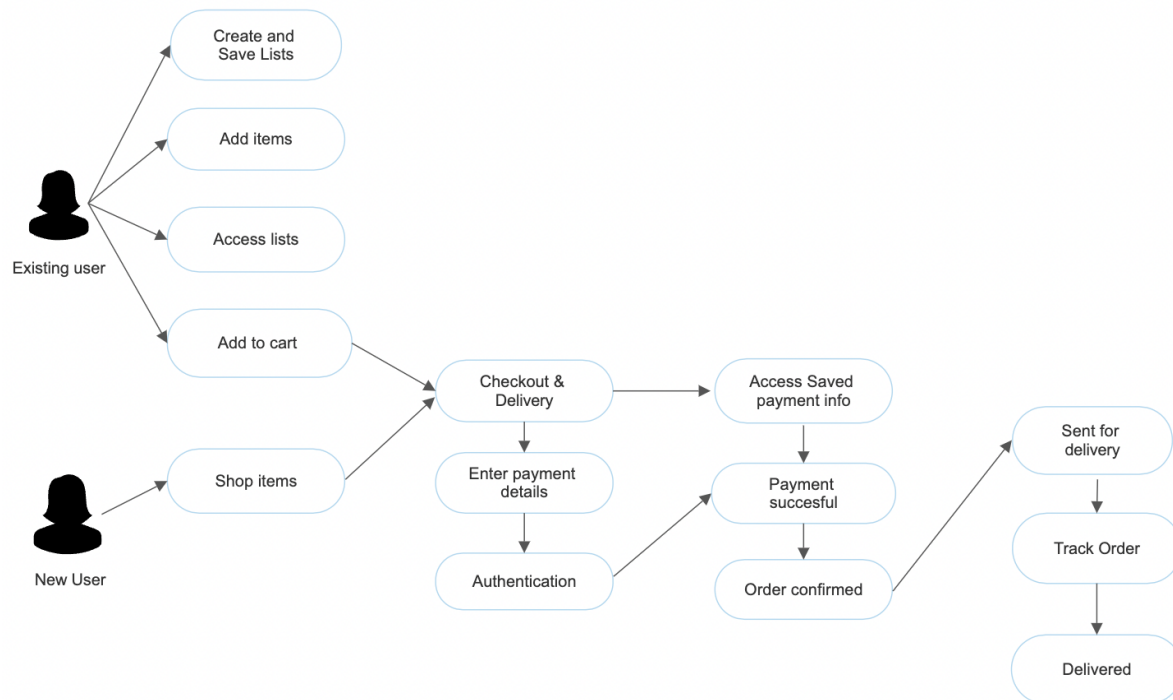 Create and
Save Lists
Add items
Access lists
Existing user
Add to cart
Checkout &
Delivery
Access Saved
payment info
Sent for
delivery
Shop items
Enter payment
details
Payment
succesful
Track Order
New User
Authentication
Order confirmed
Delivered